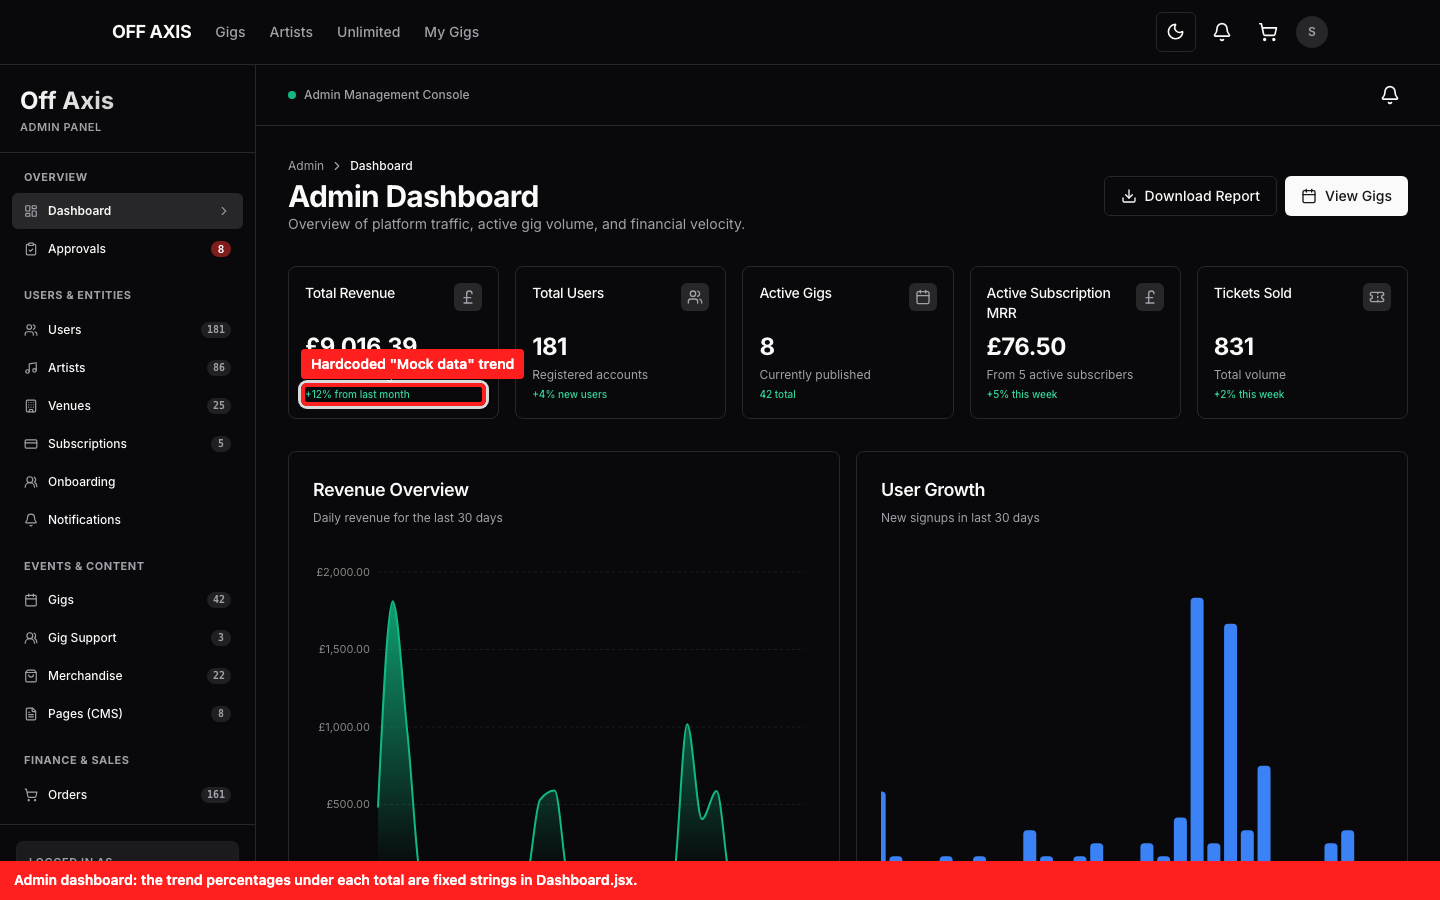 OFF AXIS
Gigs
Artists
Unlimited
My Gigs
S
Off Axis
ADMIN PANEL
OVERVIEW
Dashboard
Approvals
8
USERS & ENTITIES
Users
181
Artists
86
Venues
25
Subscriptions
5
Onboarding
Notifications
EVENTS & CONTENT
Gigs
42
Gig Support
3
Merchandise
22
Pages (CMS)
8
FINANCE & SALES
Orders
161
LOGGED IN AS
Admin Management Console
Admin > Dashboard
Admin Dashboard
Overview of platform traffic, active gig volume, and financial velocity.
Download Report
View Gigs
Total Revenue
£9,016.39
Hardcoded "Mock data" trend
+12% from last month
Total Users
181
Registered accounts
+4% new users
Active Gigs
8
Currently published
42 total
Active Subscription
MRR
£76.50
From 5 active subscribers
+5% this week
Tickets Sold
831
Total volume
+2% this week
Revenue Overview
Daily revenue for the last 30 days
£2,000.00
£1,500.00
£1,000.00
£500.00
User Growth
New signups in last 30 days
Admin dashboard: the trend percentages under each total are fixed strings in Dashboard.jsx.